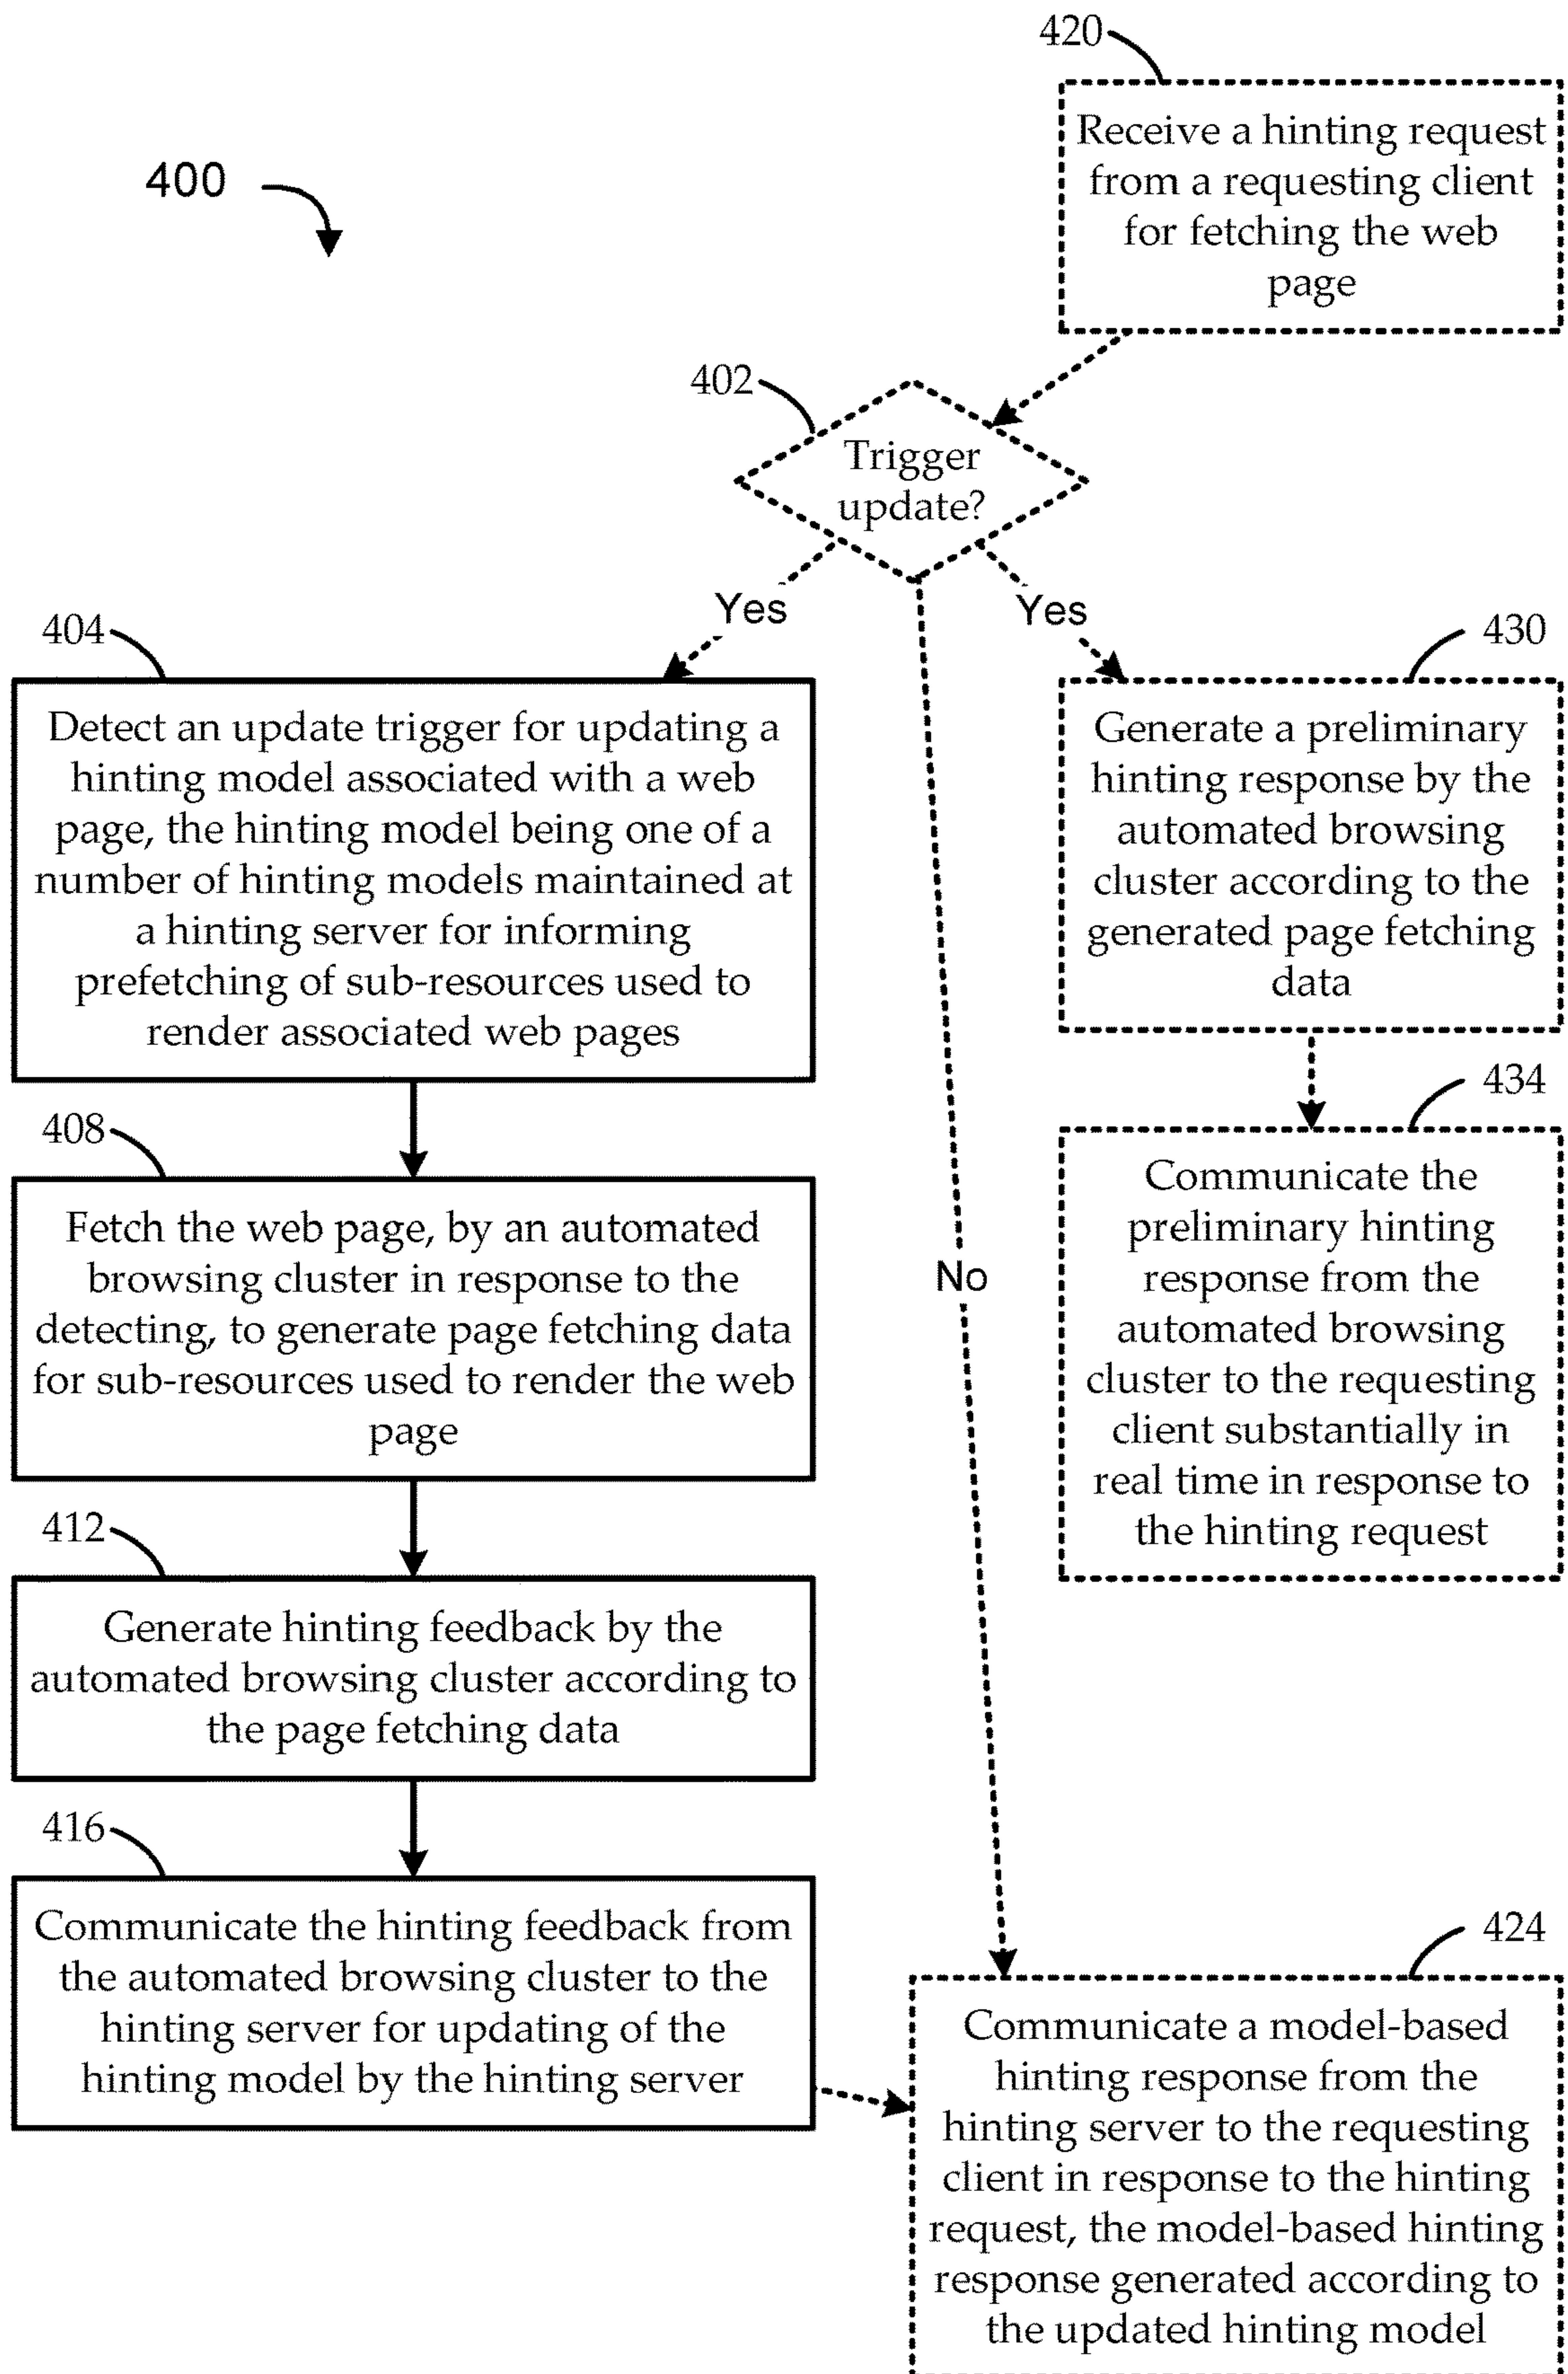 420
Receive a hinting request
from a requesting client
for fetching the web
page
400
402
Trigger
update?
Yes
Yes
404
Detect an update trigger for updating a
hinting model associated with a web
page, the hinting model being one of a
number of hinting models maintained at
a hinting server for informing
prefetching of sub-resources used to
render associated web pages
430
Generate a preliminary
hinting response by the
automated browsing
cluster according to the
generated page fetching
data
408
Fetch the web page, by an automated
browsing cluster in response to the
detecting, to generate page fetching data
for sub-resources used to render the web
page
434
Communicate the
preliminary hinting
response from the
automated browsing
cluster to the requesting
client substantially in
real time in response to
the hinting request
No
412
Generate hinting feedback by the
automated browsing cluster according to
the page fetching data
416
Communicate the hinting feedback from
the automated browsing cluster to the
hinting server for updating of the
hinting model by the hinting server
424
Communicate a model-based
hinting response from the
hinting server to the requesting
client in response to the hinting
request, the model-based hinting
response generated according to
the updated hinting model